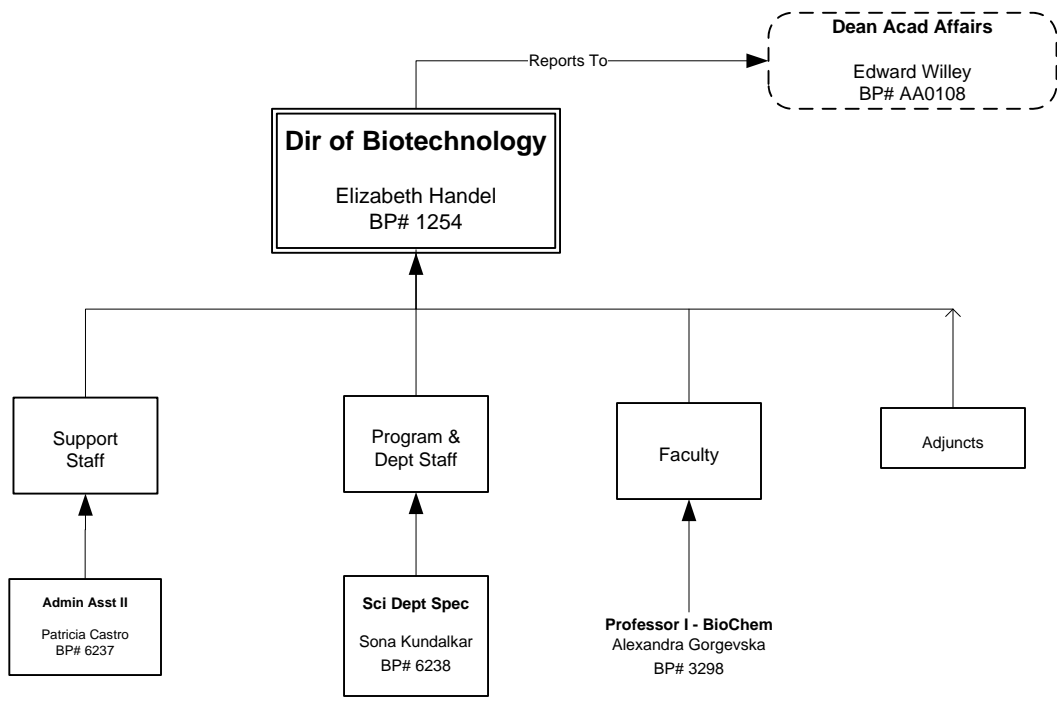 Dean Acad Affairs
Edward Willey
BP# AA0108
Reports To
Dir of Biotechnology
Elizabeth Handel
BP# 1254
Support
Staff
Program &
Dept Staff
Faculty
Adjuncts
Admin Asst II
Patricia Castro
BP# 6237
Sci Dept Spec
Sona Kundalkar
BP# 6238
Professor I - BioChem
Alexandra Gorgevska
BP# 3298